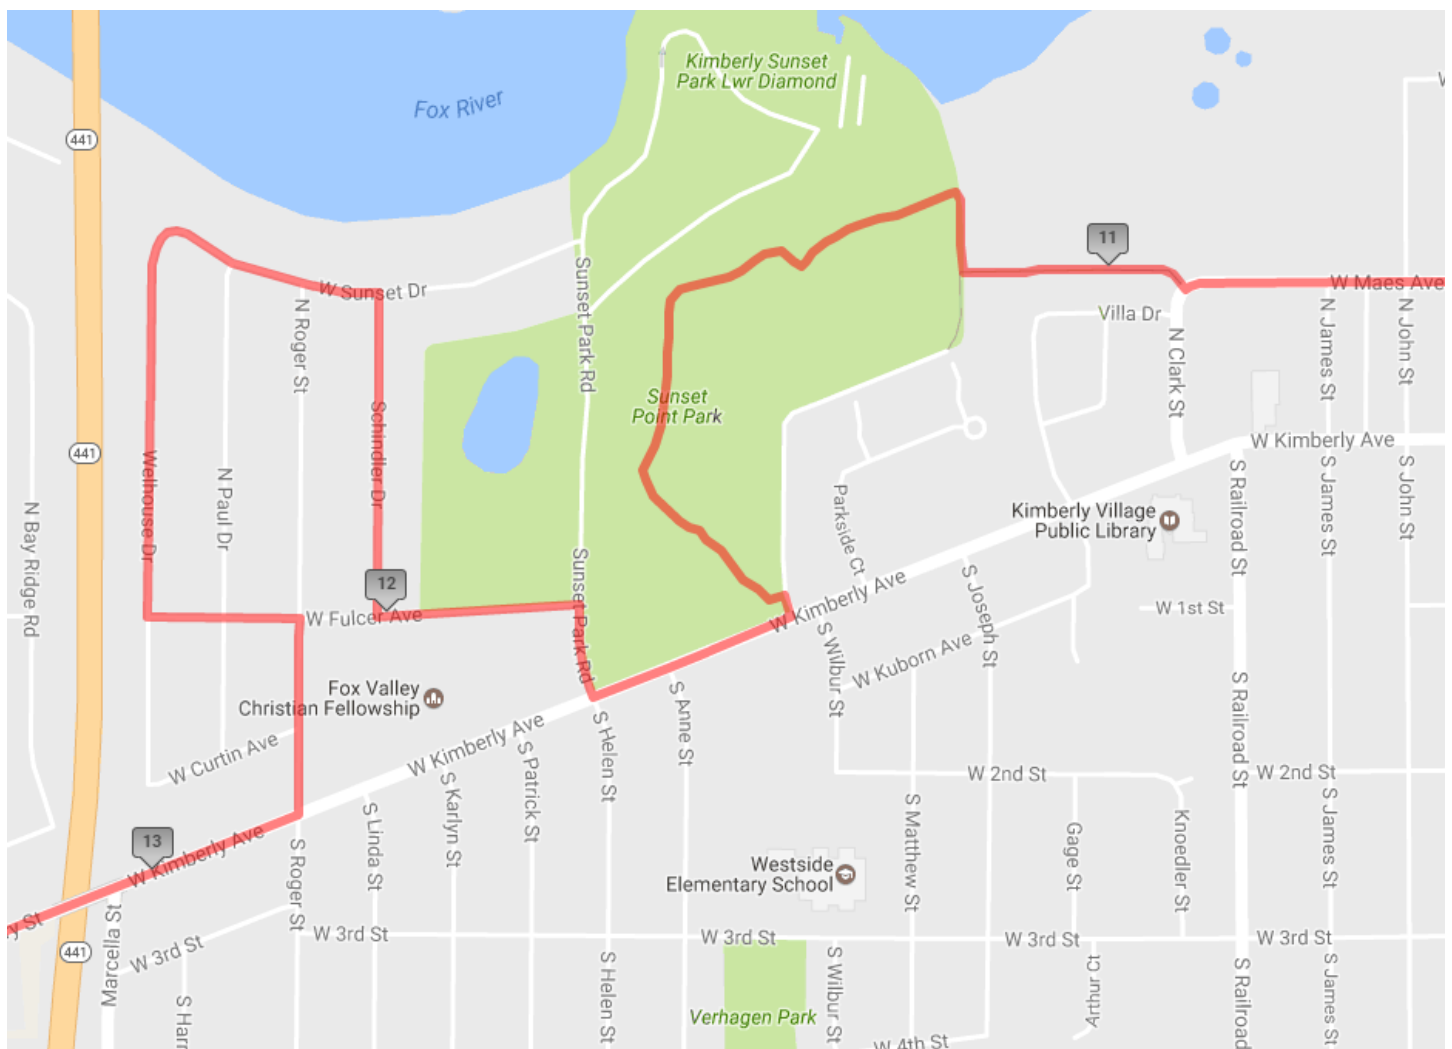 Kimberly Sunset
Park Lwr Diamond
Fox River
441
11
W Maes Ave
W Sunset Dr
Sunset Park Rd
N Roger St
Villa Dr
N Clark St
N James St
N John St
Sunset
Point Park
Schindler Dr
441
Welhouse Dr
N Paul Dr
N Bay Ridge Rd
W Kimberly Ave
S Railroad St
S James St
S John St
Parkside Ct
Kimberly Village
Public Library
12
W Fulcer Ave
Sunset Park Rd
W Kimberly Ave
S Joseph St
W 1st St
S Wilbur St
W Kuborn Ave
Fox Valley
Christian Fellowship
S Anne St
S Helen St
W Kimberly Ave
W Curtin Ave
S Patrick St
S Karlyn St
S Linda St
S Railroad St
W 2nd St
W 2nd St
S Matthew St
Gage St
Knoedler St
S James St
13
W Kimberly Ave
S Roger St
Westside
Elementary School
y St
441
Marcella St
W 3rd St
W 3rd St
W 3rd St
W 3rd St
W 3rd St
S Harr
S Helen St
Verhagen Park
S Wilbur St
W 4th St
Arthur Ct
S Railroad
S James St